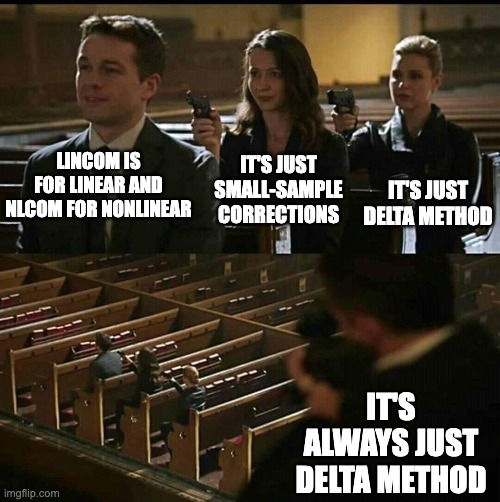 LINCOM IS
FOR LINEAR AND
NLCOM FOR NONLINEAR
IT'S JUST
SMALL-SAMPLE
CORRECTIONS
IT'S JUST
DELTA METHOD
IT'S
ALWAYS JUST
DELTA METHOD
imgflip.com